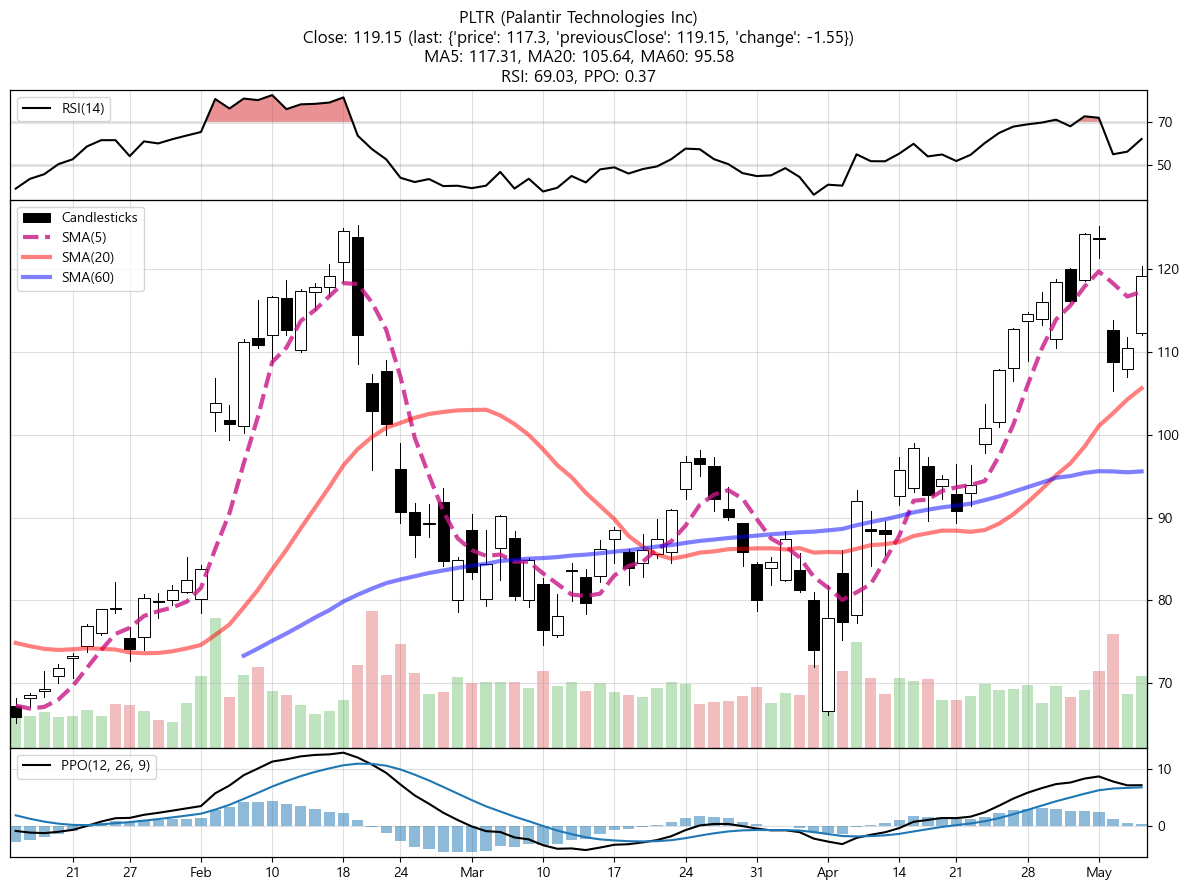 PLTR (Palantir Technologies Inc)
Close: 119.15 (last: {'price': 117.3, 'previousClose': 119.15, 'change': -1.55})
MA5: 117.31, MA20: 105.64, MA60: 95.58
RSI: 69.03, PPO: 0.37
RSI(14)
70
50
Candlesticks
SMA(5)
SMA(20)
SMA(60)
120
110
100
90
80
70
PPO(12, 26, 9)
10
0
21 27 Feb 10 18 24 Mar 10 17 24 31 Apr 14 21 28 May